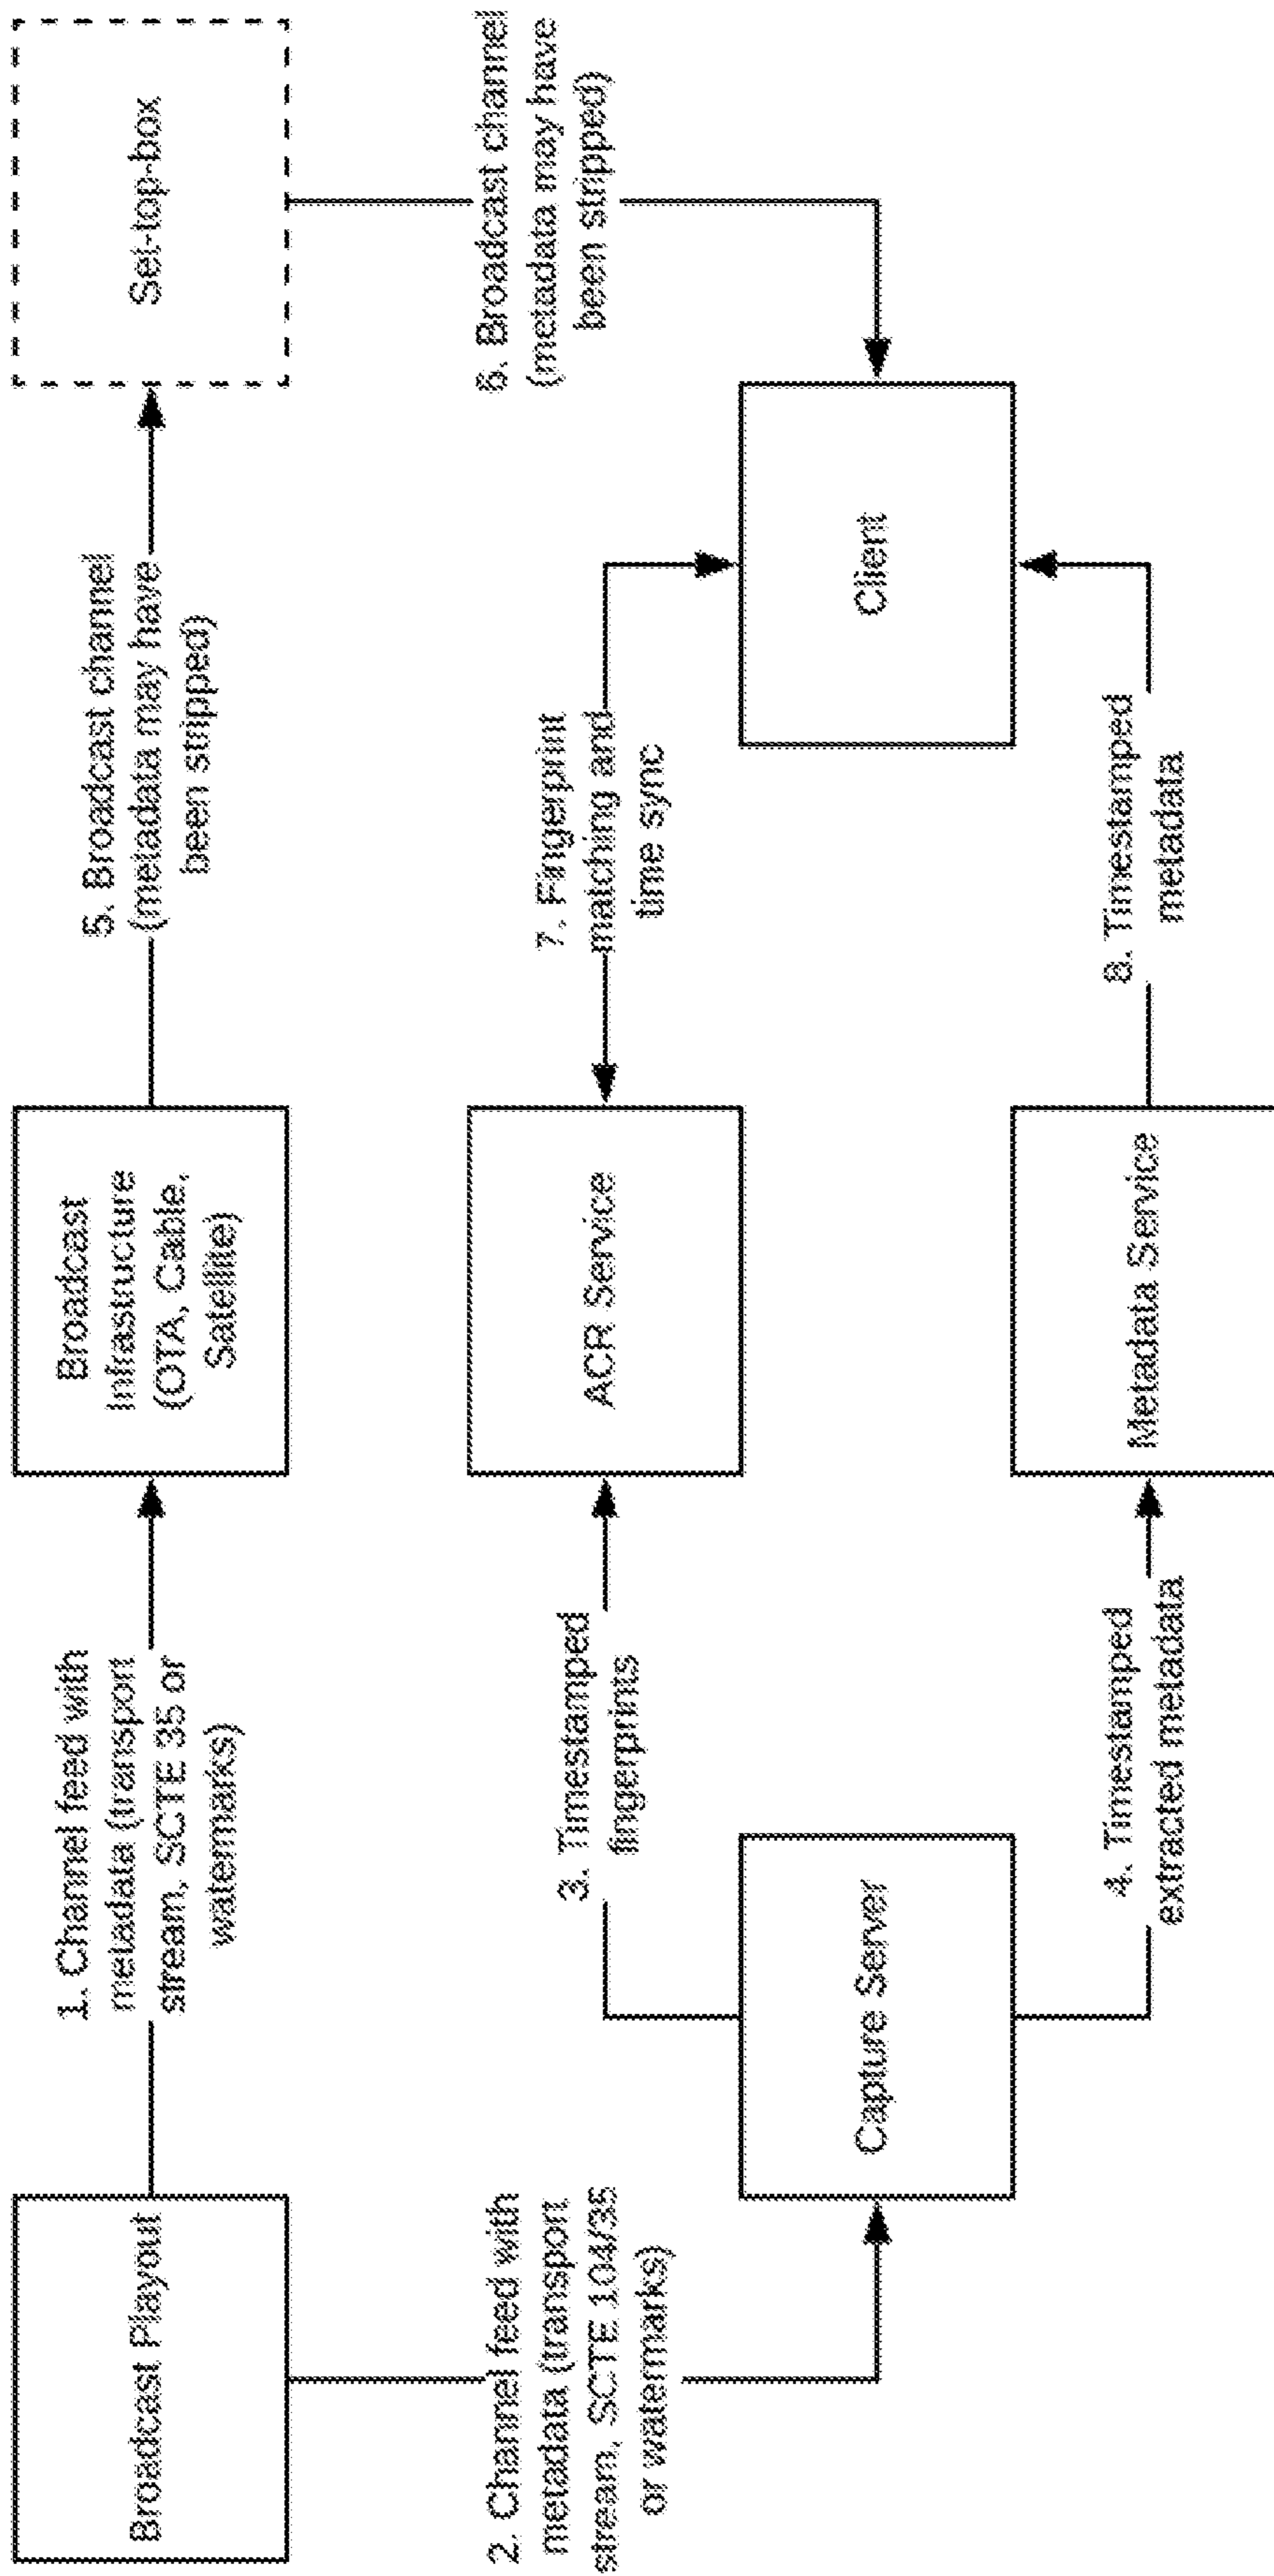 Broadcast Playout
1. Channel feed with
metadata (transport
stream, SCTE 35 or
watermarks)
Broadcast
Infrastructure
(OTA, Cable,
Satellite)
5. Broadcast channel
(metadata may have
been stripped)
Set-top-box
2. Channel feed with
metadata (transport
stream, SCTE 104/35
or watermarks)
Capture Server
3. Timestamped
fingerprints
ACR Service
4. Timestamped
extracted metadata
Metadata Service
7. Fingerprint
matching and
time sync
8. Timestamped
metadata
Client
6. Broadcast channel
(metadata may have
been stripped)